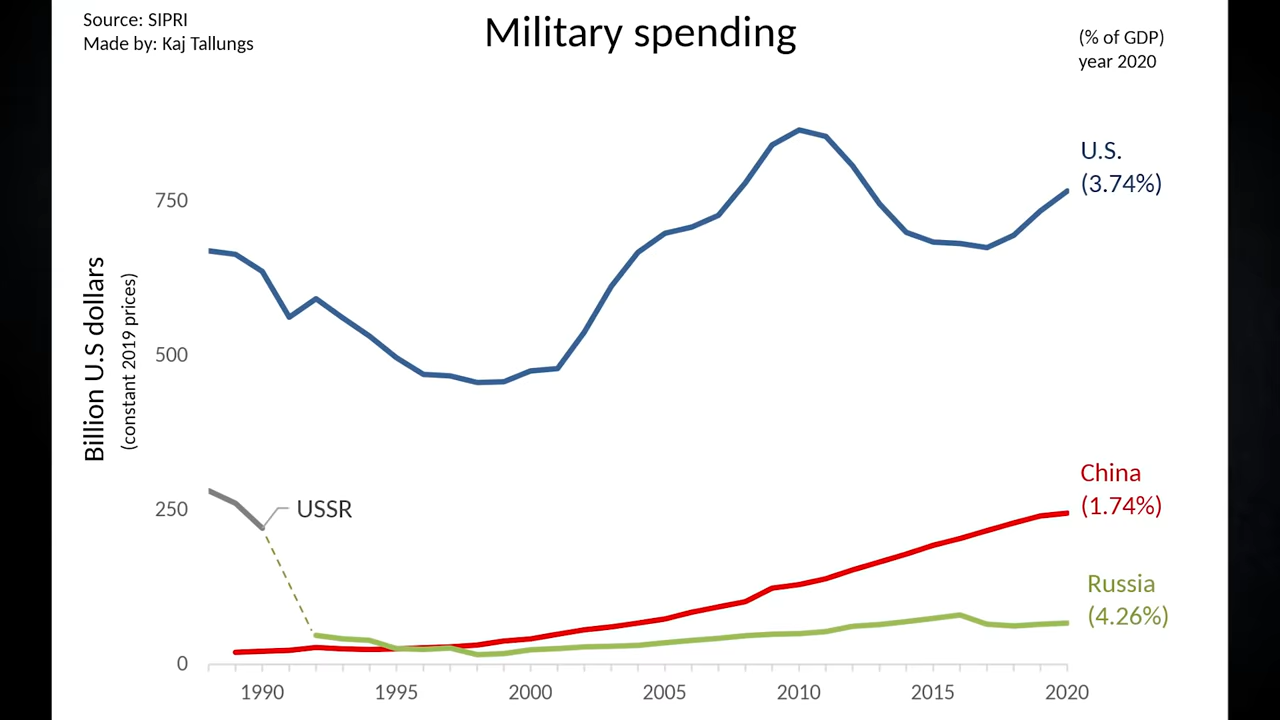 Source: SIPRI
Made by: Kaj Tallungs
Military spending
(% of GDP)
year 2020
U.S.
(3.74%)
750
Billion U.S dollars
(constant 2019 prices)
500
China
(1.74%)
250
USSR
Russia
(4.26%)
0
1990 1995 2000 2005 2010 2015 2020